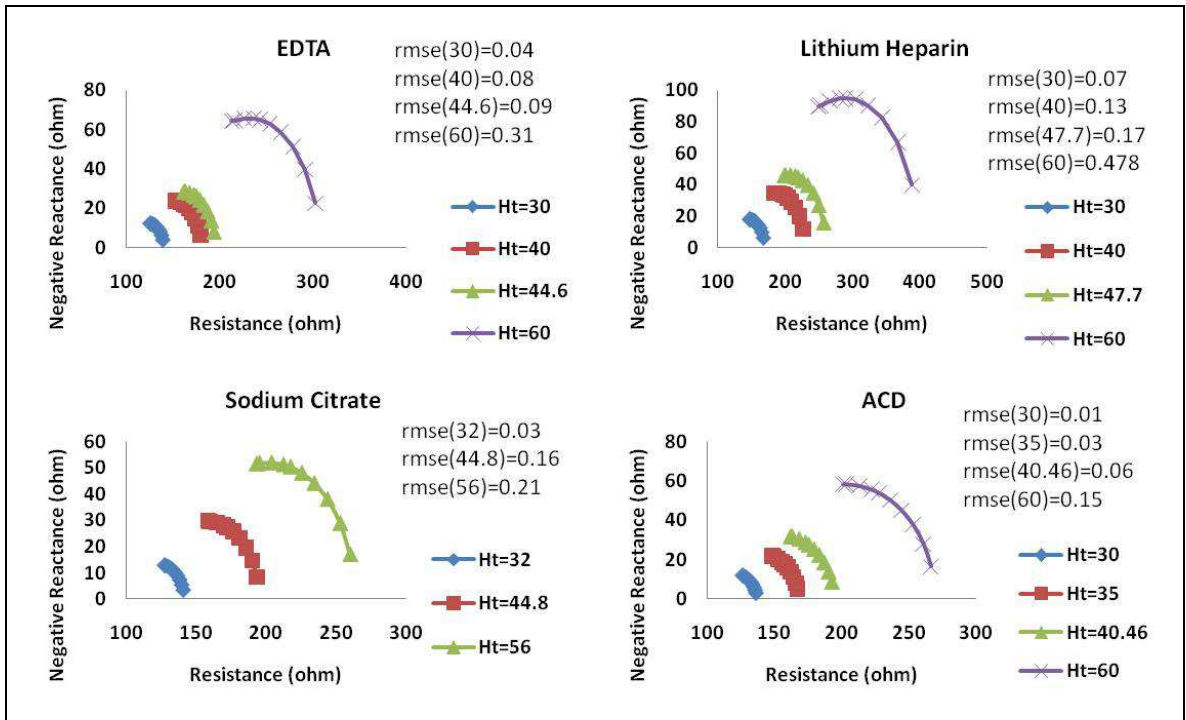 EDTA
rmse(30)=0.04
rmse(40)=0.08
rmse(44.6)=0.09
rmse(60)=0.31
Negative Reactance (ohm)
80
60
40
20
0
100 200 300 400
Resistance (ohm)
Ht=30
Ht=40
Ht=44.6
Ht=60
Lithium Heparin
rmse(30)=0.07
rmse(40)=0.13
rmse(47.7)=0.17
rmse(60)=0.478
Negative Reactance (ohm)
100
80
60
40
20
0
100 200 300 400 500
Resistance (ohm)
Ht=30
Ht=40
Ht=47.7
Ht=60
Sodium Citrate
rmse(32)=0.03
rmse(44.8)=0.16
rmse(56)=0.21
Negative Reactance (ohm)
60
50
40
30
20
10
0
100 150 200 250 300
Resistance (ohm)
Ht=32
Ht=44.8
Ht=56
ACD
rmse(30)=0.01
rmse(35)=0.03
rmse(40.46)=0.06
rmse(60)=0.15
Negative Reactance (ohm)
80
60
40
20
0
100 150 200 250 300
Resistance (ohm)
Ht=30
Ht=35
Ht=40.46
Ht=60